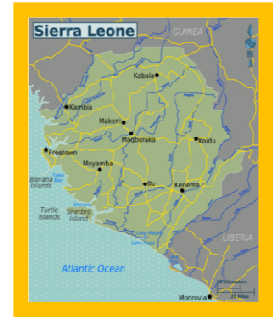 Sierra Leone
GUINEA
Kabala
Kambia
Makeni
Magburaka
Koidu
Freetown
Moyamba
Banana
Islands
Bo
Kenema
Turtle
Islands
Sherbro
Island
LIBERIA
Atlantic Ocean
Monrovia